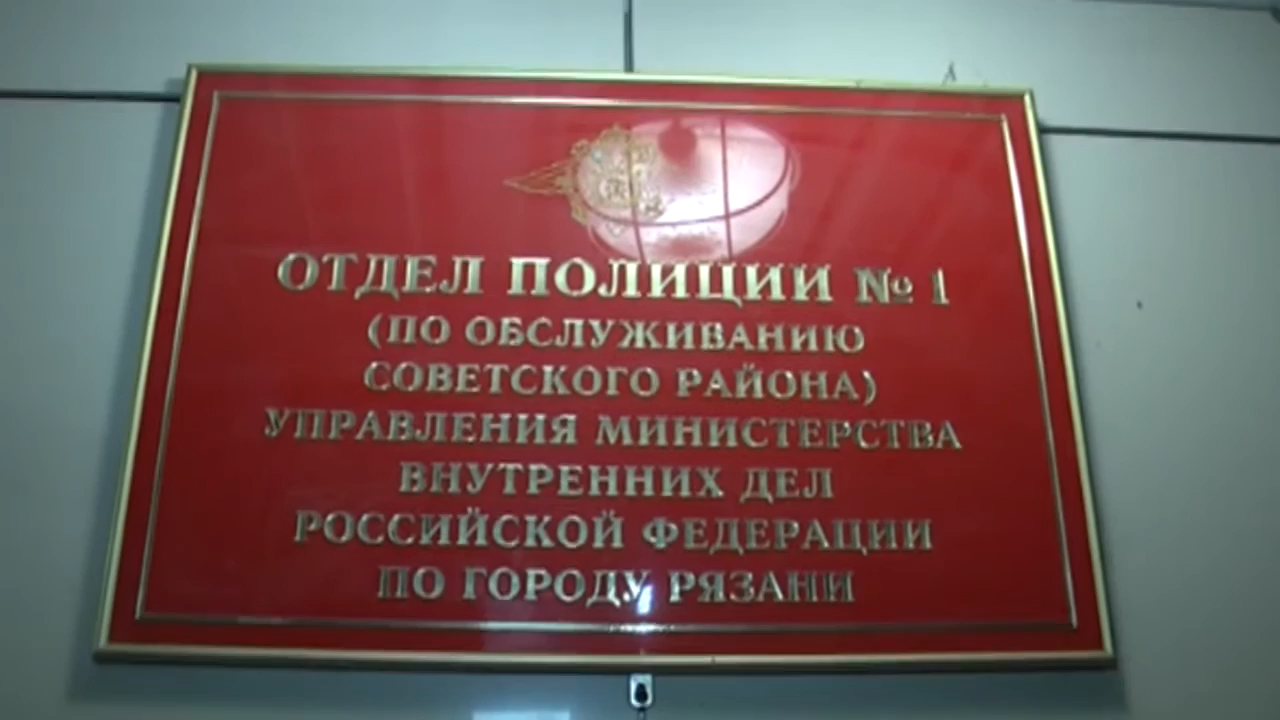 ОТДЕЛ ПОЛИЦИИ № 1
(ПО ОБСЛУЖИВАНИЮ
СОВЕТСКОГО РАЙОНА)
УПРАВЛЕНИЯ МИНИСТЕРСТВА
ВНУТРЕННИХ ДЕЛ
РОССИЙСКОЙ ФЕДЕРАЦИИ
ПО ГОРОДУ РЯЗАНИ